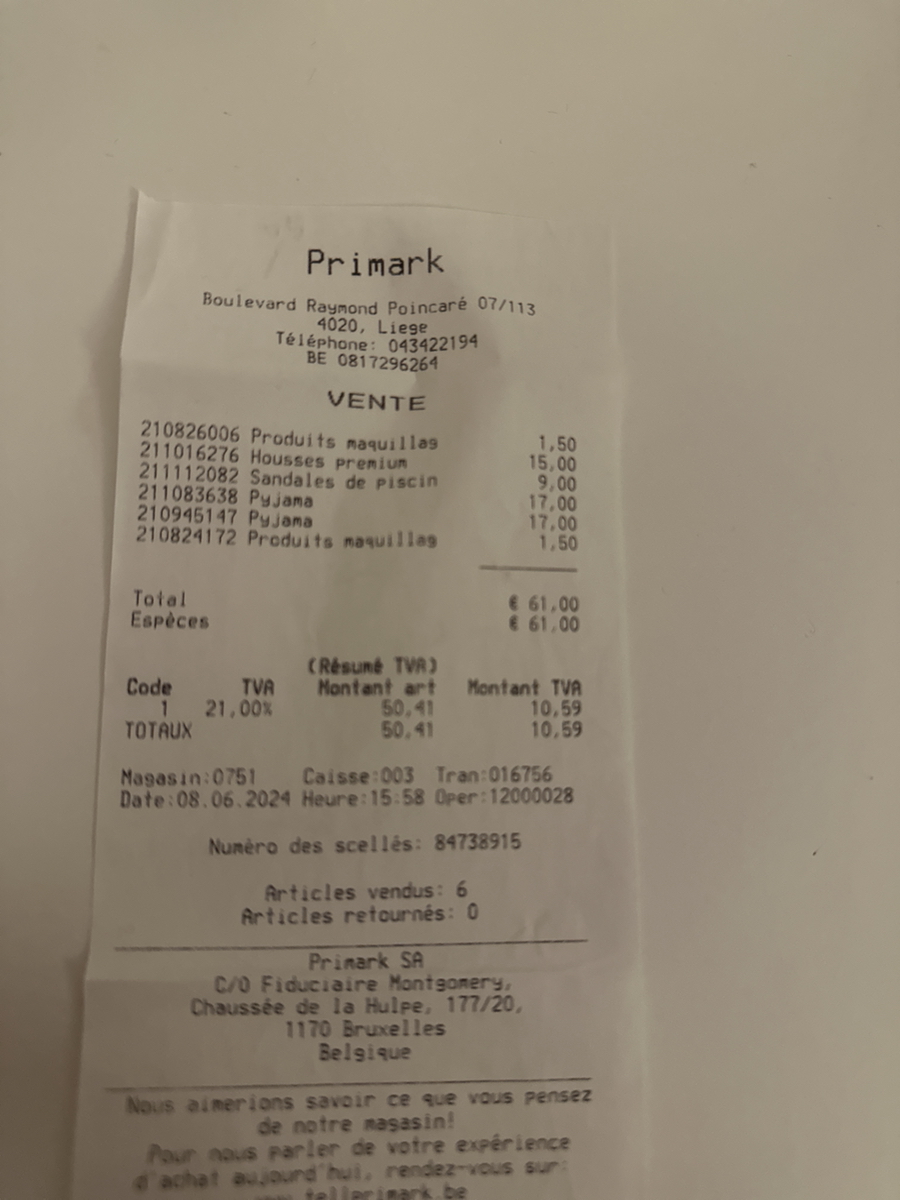 Primark
Boulevard Raymond Poincaré 07/113
4020, Liege
Téléphone: 043422194
BE 0817296264
VENTE
210826006 Produits maquillag 1,50
211016276 Housses premium 15,00
211112082 Sandales de piscin 9,00
211083638 Pyjama 17,00
210945147 Pyjama 17,00
210824172 Produits maquillag 1,50
Total € 61,00
Espèces € 61,00
(Résumé TVA)
Code TVA Montant art Montant TVA
1 21,00% 50,41 10,59
TOTAUX 50,41 10,59
Magasin:0751 Caisse:003 Tran:016756
Date:08.06.2024 Heure:15:58 Oper:12000028
Numéro des scellés: 84738915
Articles vendus: 6
Articles retournés: 0
Primark SA
C/O Fiduciaire Montgomery,
Chaussée de la Hulpe, 177/20,
1170 Bruxelles
Belgique
Nous aimerions savoir ce que vous pensez
de notre magasin!
Pour nous parler de votre expérience
d'achat aujourd'hui, rendez-vous sur:
www.tellprimark.be